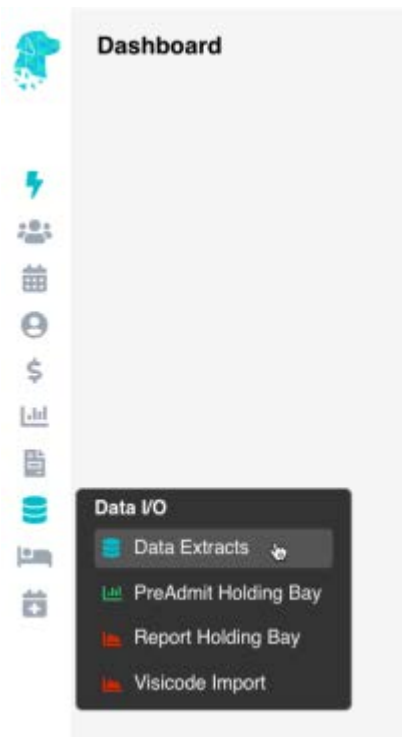 Dashboard
Data I/O
Data Extracts
PreAdmit Holding Bay
Report Holding Bay
Visicode Import